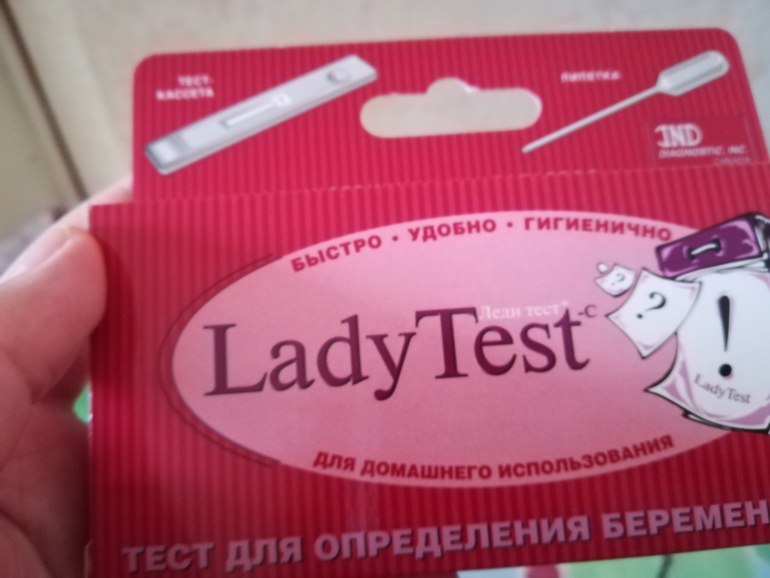 ТЕСТ-
КАССЕТА
ПИПЕТКА
IND
DIAGNOSTIC, INC.
CANADA
БЫСТРО · УДОБНО · ГИГИЕНИЧНО
Леди тест*
LadyTest-C
?
?
!
LadyTest
ДЛЯ ДОМАШНЕГО ИСПОЛЬЗОВАНИЯ
ТЕСТ ДЛЯ ОПРЕДЕЛЕНИЯ БЕРЕМЕН